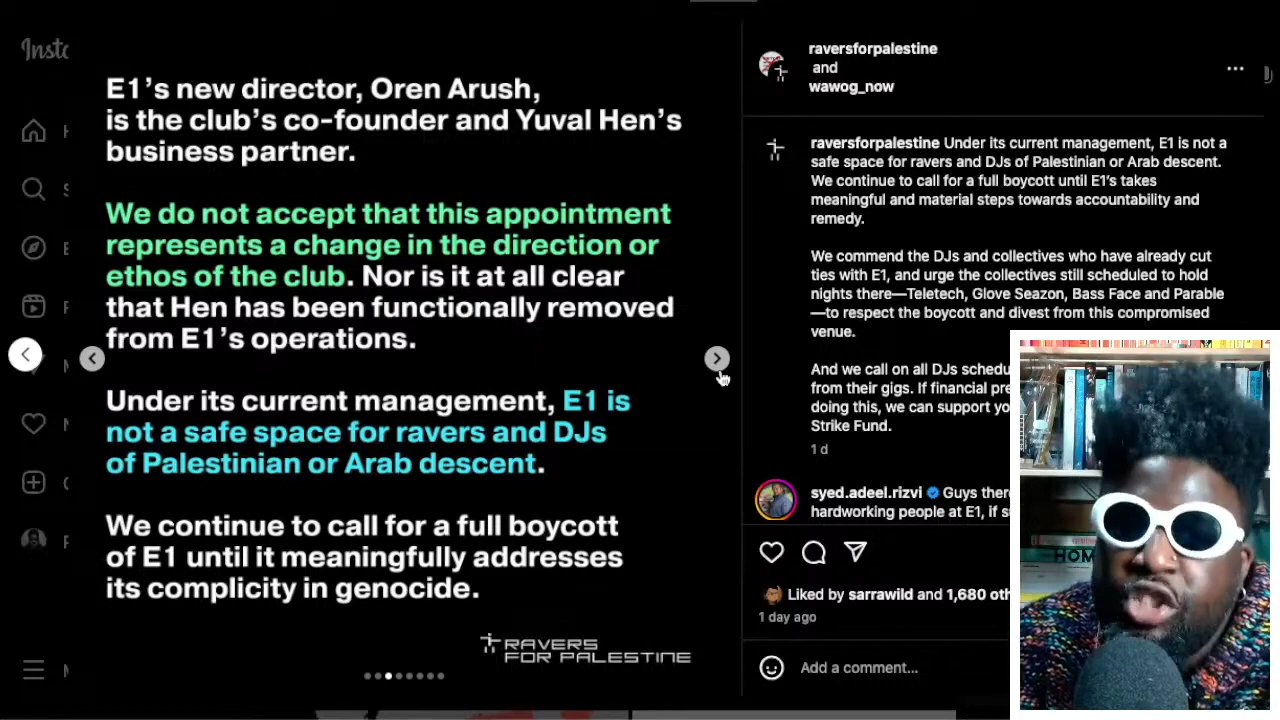 Insta
E1's new director, Oren Arush,
is the club's co-founder and Yuval Hen's
business partner.
We do not accept that this appointment
represents a change in the direction or
ethos of the club. Nor is it at all clear
that Hen has been functionally removed
from E1's operations.
Under its current management, E1 is
not a safe space for ravers and DJs
of Palestinian or Arab descent.
We continue to call for a full boycott
of E1 until it meaningfully addresses
its complicity in genocide.
RAVERS
FOR PALESTINE
raversforpalestine
and
wawog_now
raversforpalestine Under its current management, E1 is not a
safe space for ravers and DJs of Palestinian or Arab descent.
We continue to call for a full boycott until E1's takes
meaningful and material steps towards accountability and
remedy.
We commend the DJs and collectives who have already cut
ties with E1, and urge the collectives still scheduled to hold
nights there—Teletech, Glove Seazon, Bass Face and Parable
—to respect the boycott and divest from this compromised
venue.
And we call on all DJs sched
from their gigs. If financial pre
doing this, we can support yo
Strike Fund.
1 d
syed.adeel.rizvi Guys ther
hardworking people at E1, if s
Liked by sarrawild and 1,680 oth
1 day ago
Add a comment...
HOM